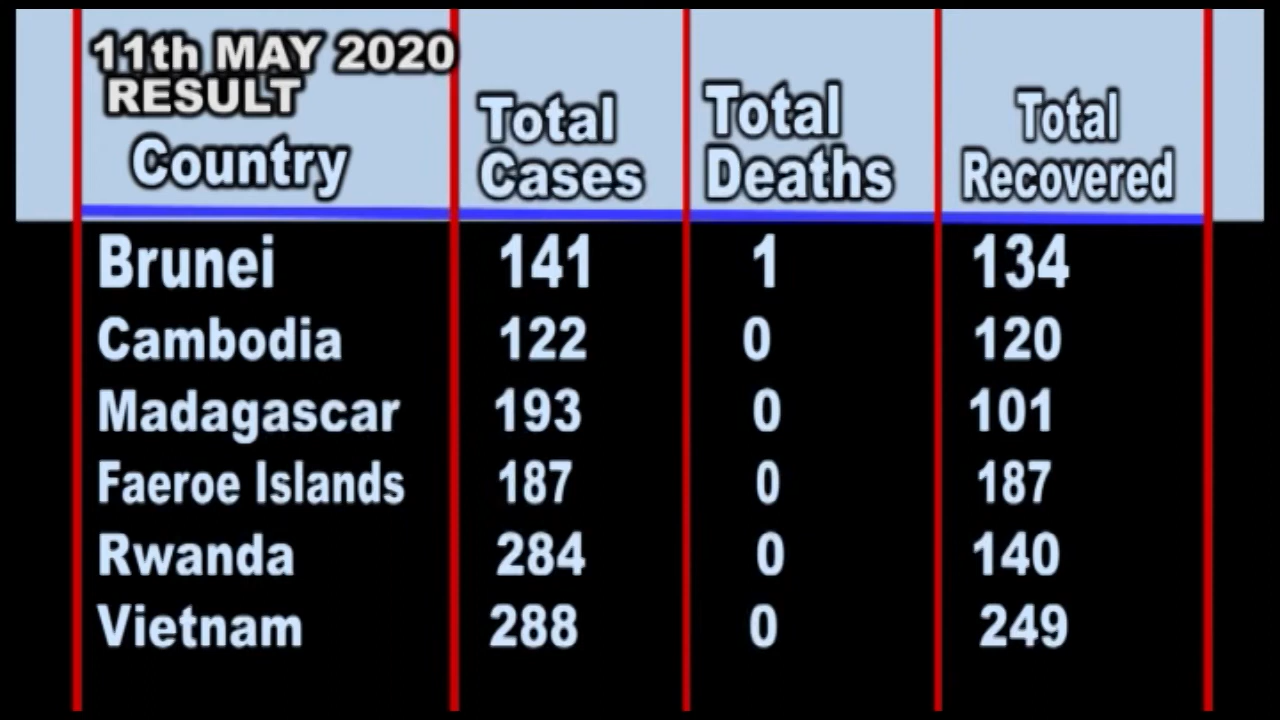 11th MAY 2020
RESULT
Country
Total
Cases
Total
Deaths
Total
Recovered
Brunei 141 1 134
Cambodia 122 0 120
Madagascar 193 0 101
Faeroe Islands 187 0 187
Rwanda 284 0 140
Vietnam 288 0 249